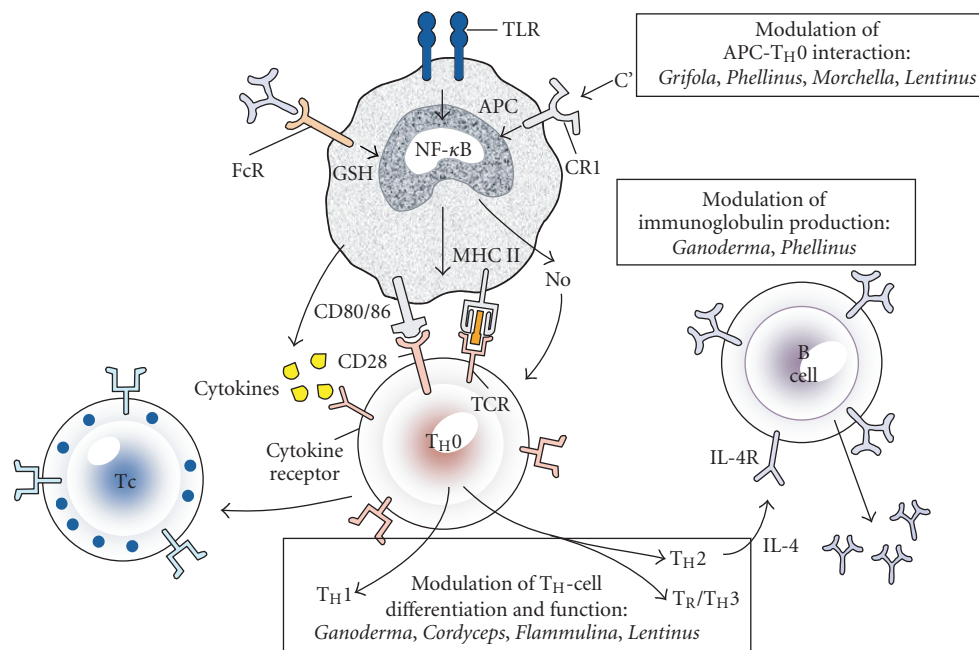 TLR
Modulation of
APC-TH0 interaction:
Grifola, Phellinus, Morchella, Lentinus
C'
APC
NF-κB
FcR
GSH
CR1
Modulation of
immunoglobulin production:
Ganoderma, Phellinus
MHC II
No
CD80/86
CD28
Cytokines
TCR
B
cell
TH0
Cytokine
receptor
Tc
IL-4R
IL-4
TH2
TH1
TR/TH3
Modulation of TH-cell
differentiation and function:
Ganoderma, Cordyceps, Flammulina, Lentinus